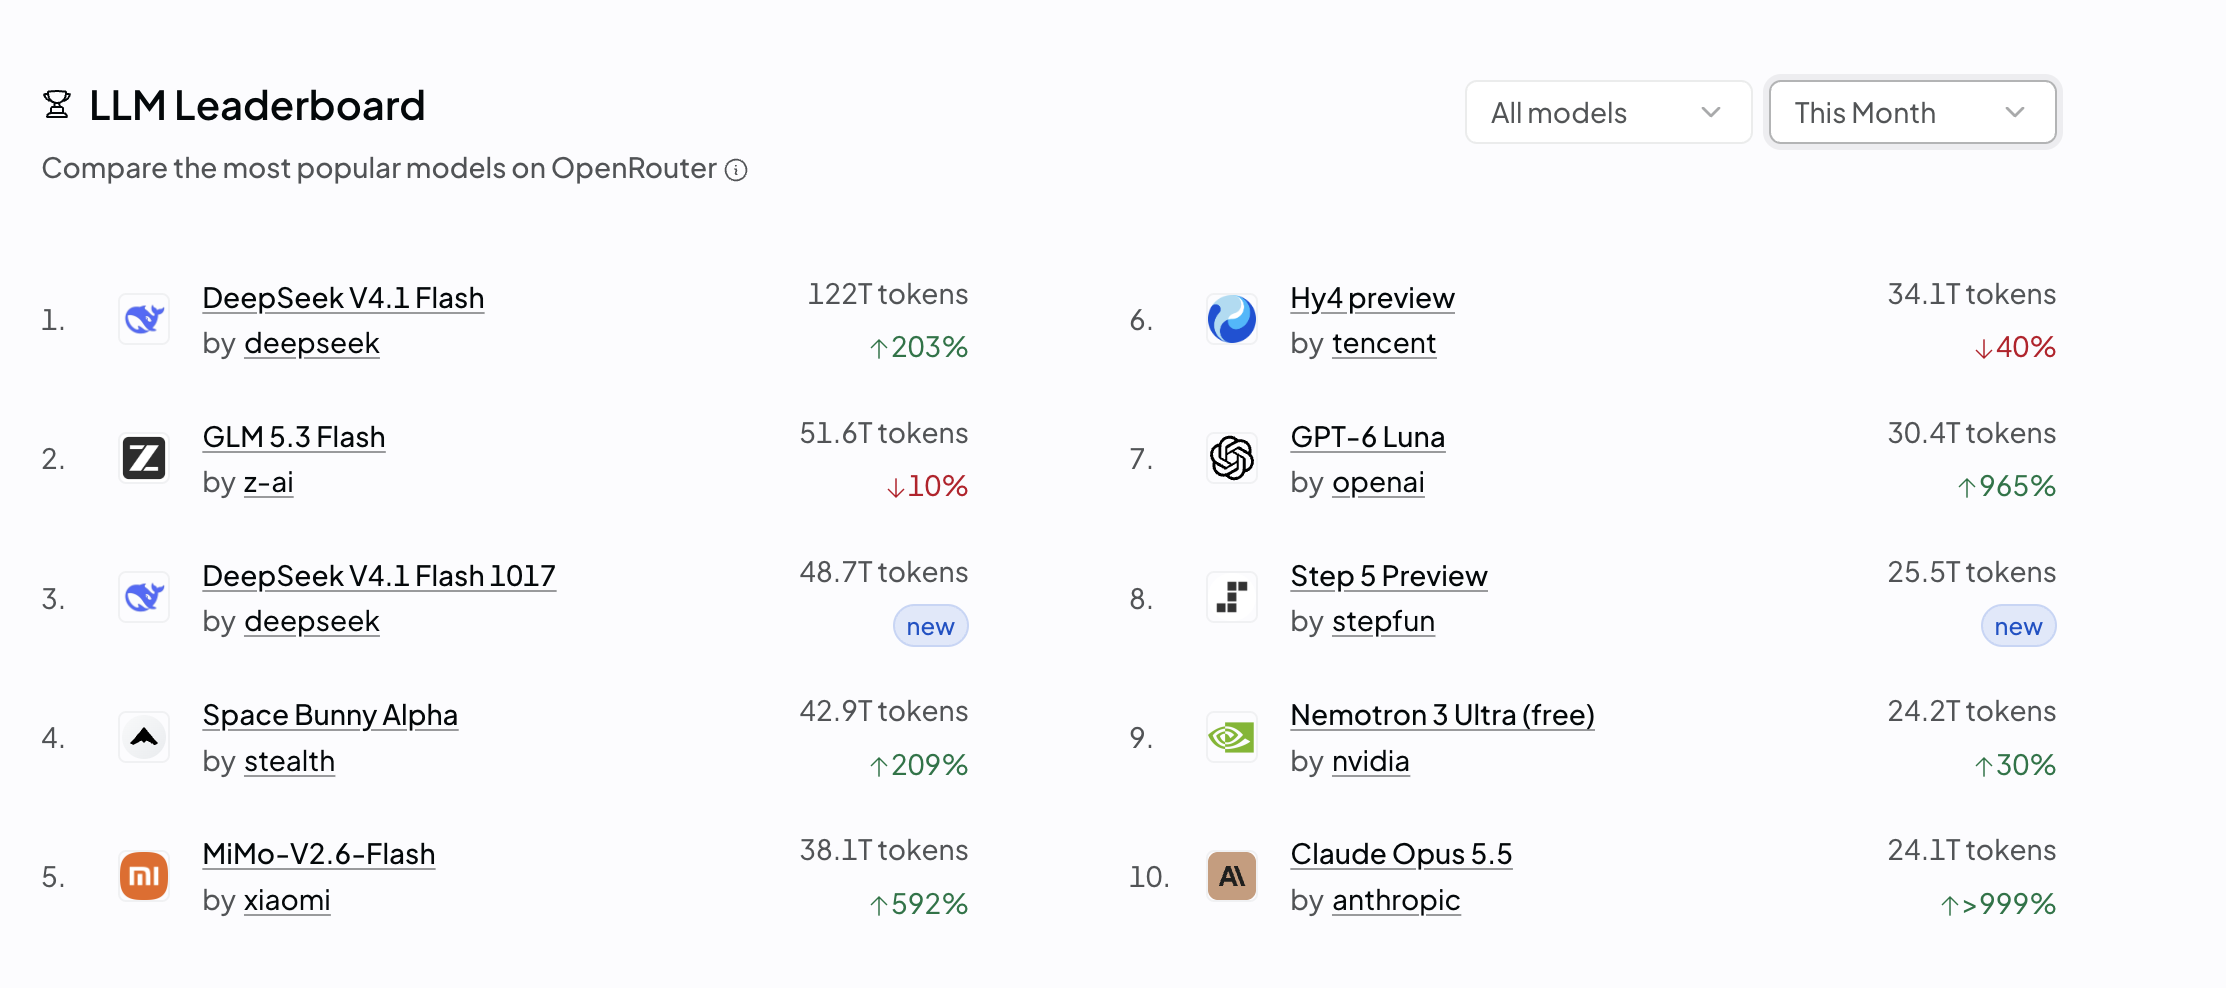 LLM Leaderboard
Compare the most popular models on OpenRouter
All models
This Month
1.
DeepSeek V4.1 Flash
by deepseek
122T tokens
↑203%
2.
GLM 5.3 Flash
by z-ai
51.6T tokens
↓10%
3.
DeepSeek V4.1 Flash 1017
by deepseek
48.7T tokens
new
4.
Space Bunny Alpha
by stealth
42.9T tokens
↑209%
5.
MiMo-V2.6-Flash
by xiaomi
38.1T tokens
↑592%
6.
Hy4 preview
by tencent
34.1T tokens
↓40%
7.
GPT-6 Luna
by openai
30.4T tokens
↑965%
8.
Step 5 Preview
by stepfun
25.5T tokens
new
9.
Nemotron 3 Ultra (free)
by nvidia
24.2T tokens
↑30%
10.
Claude Opus 5.5
by anthropic
24.1T tokens
↑>999%